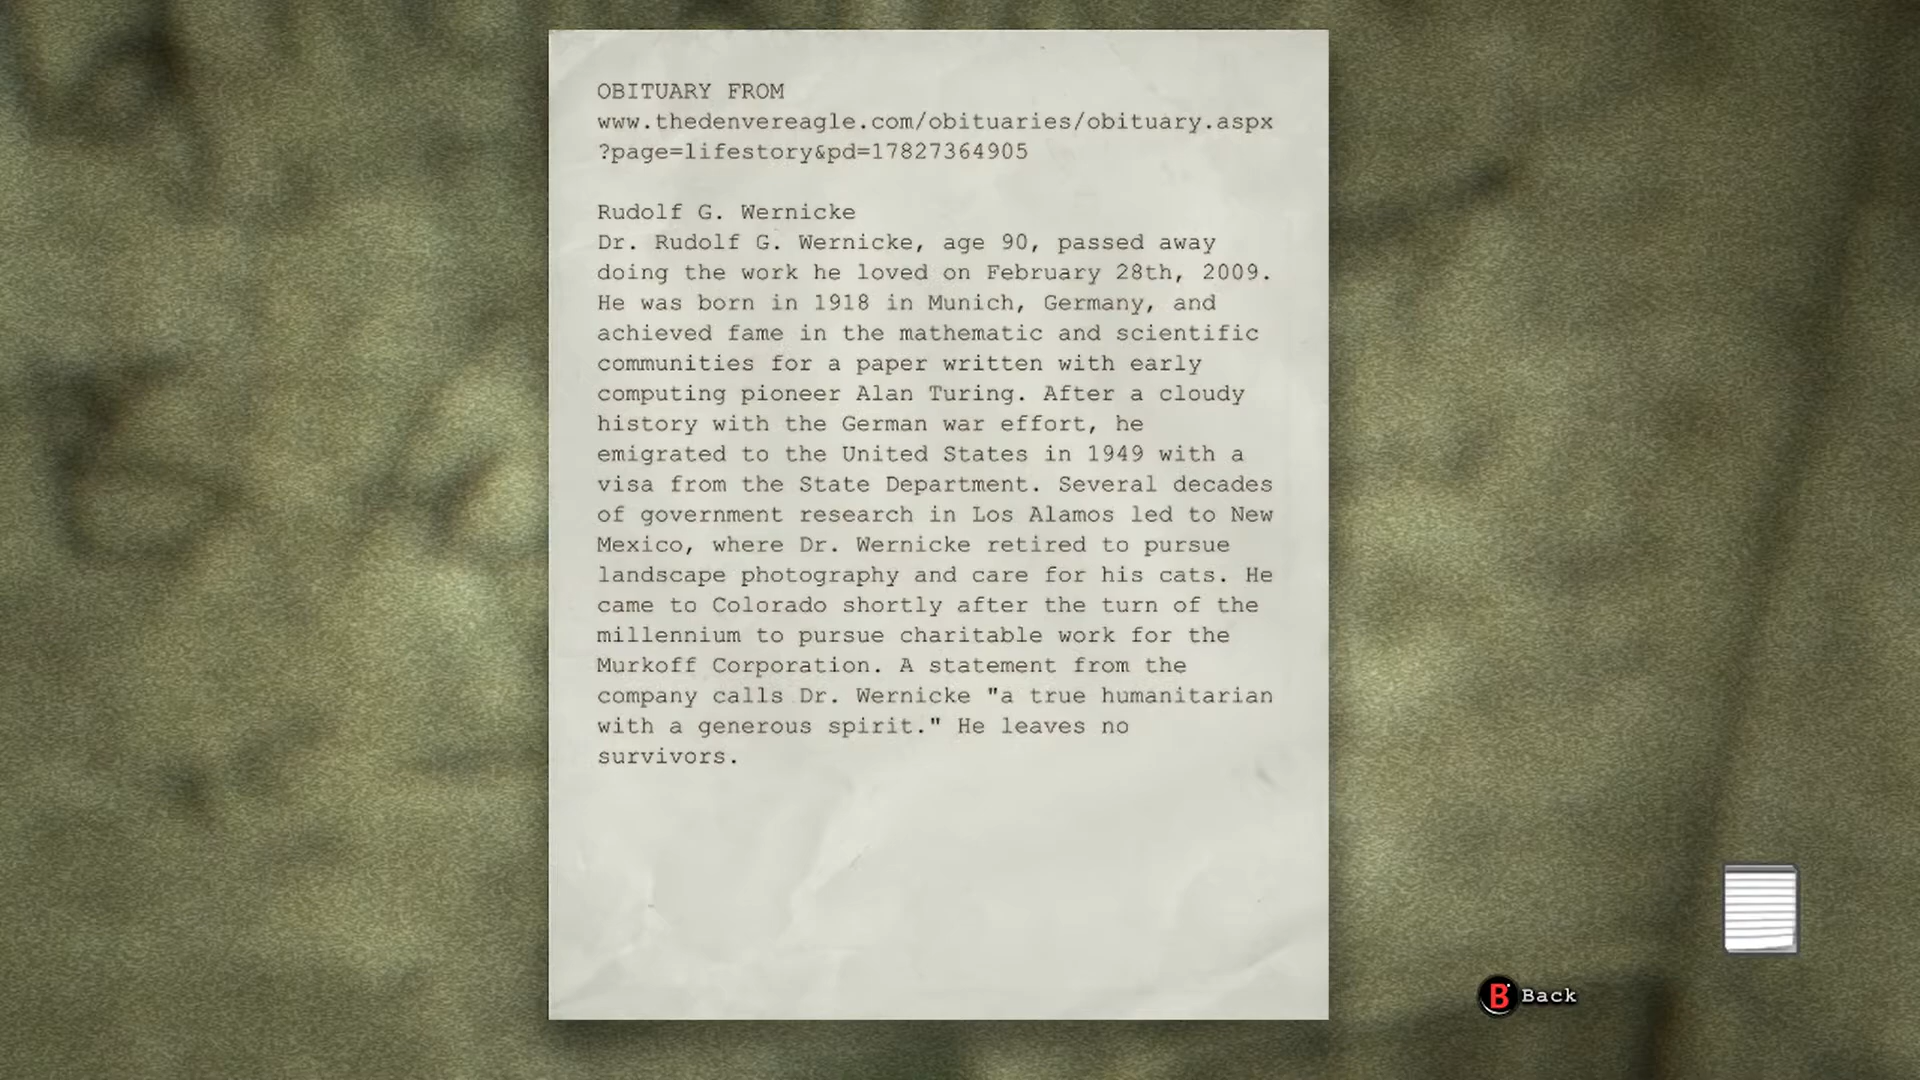 OBITUARY FROM
www.thedenvereagle.com/obituaries/obituary.aspx
?page=lifestory&pd=17827364905
Rudolf G. Wernicke
Dr. Rudolf G. Wernicke, age 90, passed away
doing the work he loved on February 28th, 2009.
He was born in 1918 in Munich, Germany, and
achieved fame in the mathematic and scientific
communities for a paper written with early
computing pioneer Alan Turing. After a cloudy
history with the German war effort, he
emigrated to the United States in 1949 with a
visa from the State Department. Several decades
of government research in Los Alamos led to New
Mexico, where Dr. Wernicke retired to pursue
landscape photography and care for his cats. He
came to Colorado shortly after the turn of the
millennium to pursue charitable work for the
Murkoff Corporation. A statement from the
company calls Dr. Wernicke "a true humanitarian
with a generous spirit." He leaves no
survivors.
B Back